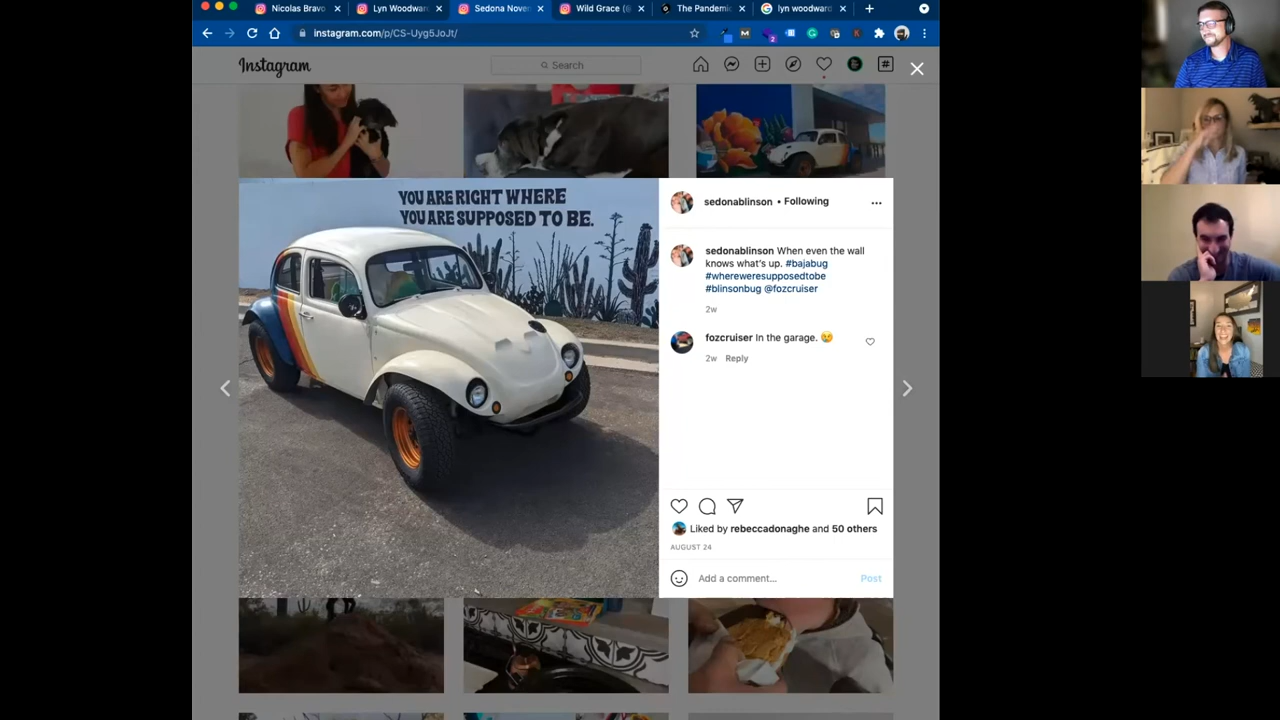 Nicolas Bravo
Lyn Woodward
Sedona Noven
Wild Grace (@
The Pandemic
lyn woodward
instagram.com/p/CS-Uyg5JoJt/
2
Instagram
Search
YOU ARE RIGHT WHERE
YOU ARE SUPPOSED TO BE.
sedonablinson • Following
sedonablinson When even the wall
knows what's up. #bajabug
#whereweresupposedtobe
#blinsonbug @fozcruiser
2w
fozcruiser In the garage. 😢
2w Reply
Liked by rebeccadonaghe and 50 others
AUGUST 24
Add a comment...
Post